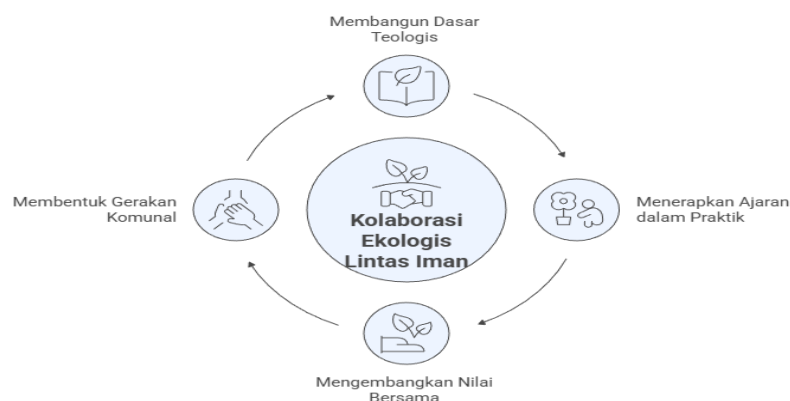 Membangun Dasar
Teologis
Membentuk Gerakan
Komunal
Kolaborasi
Ekologis
Lintas Iman
Menerapkan Ajaran
dalam Praktik
Mengembangkan Nilai
Bersama